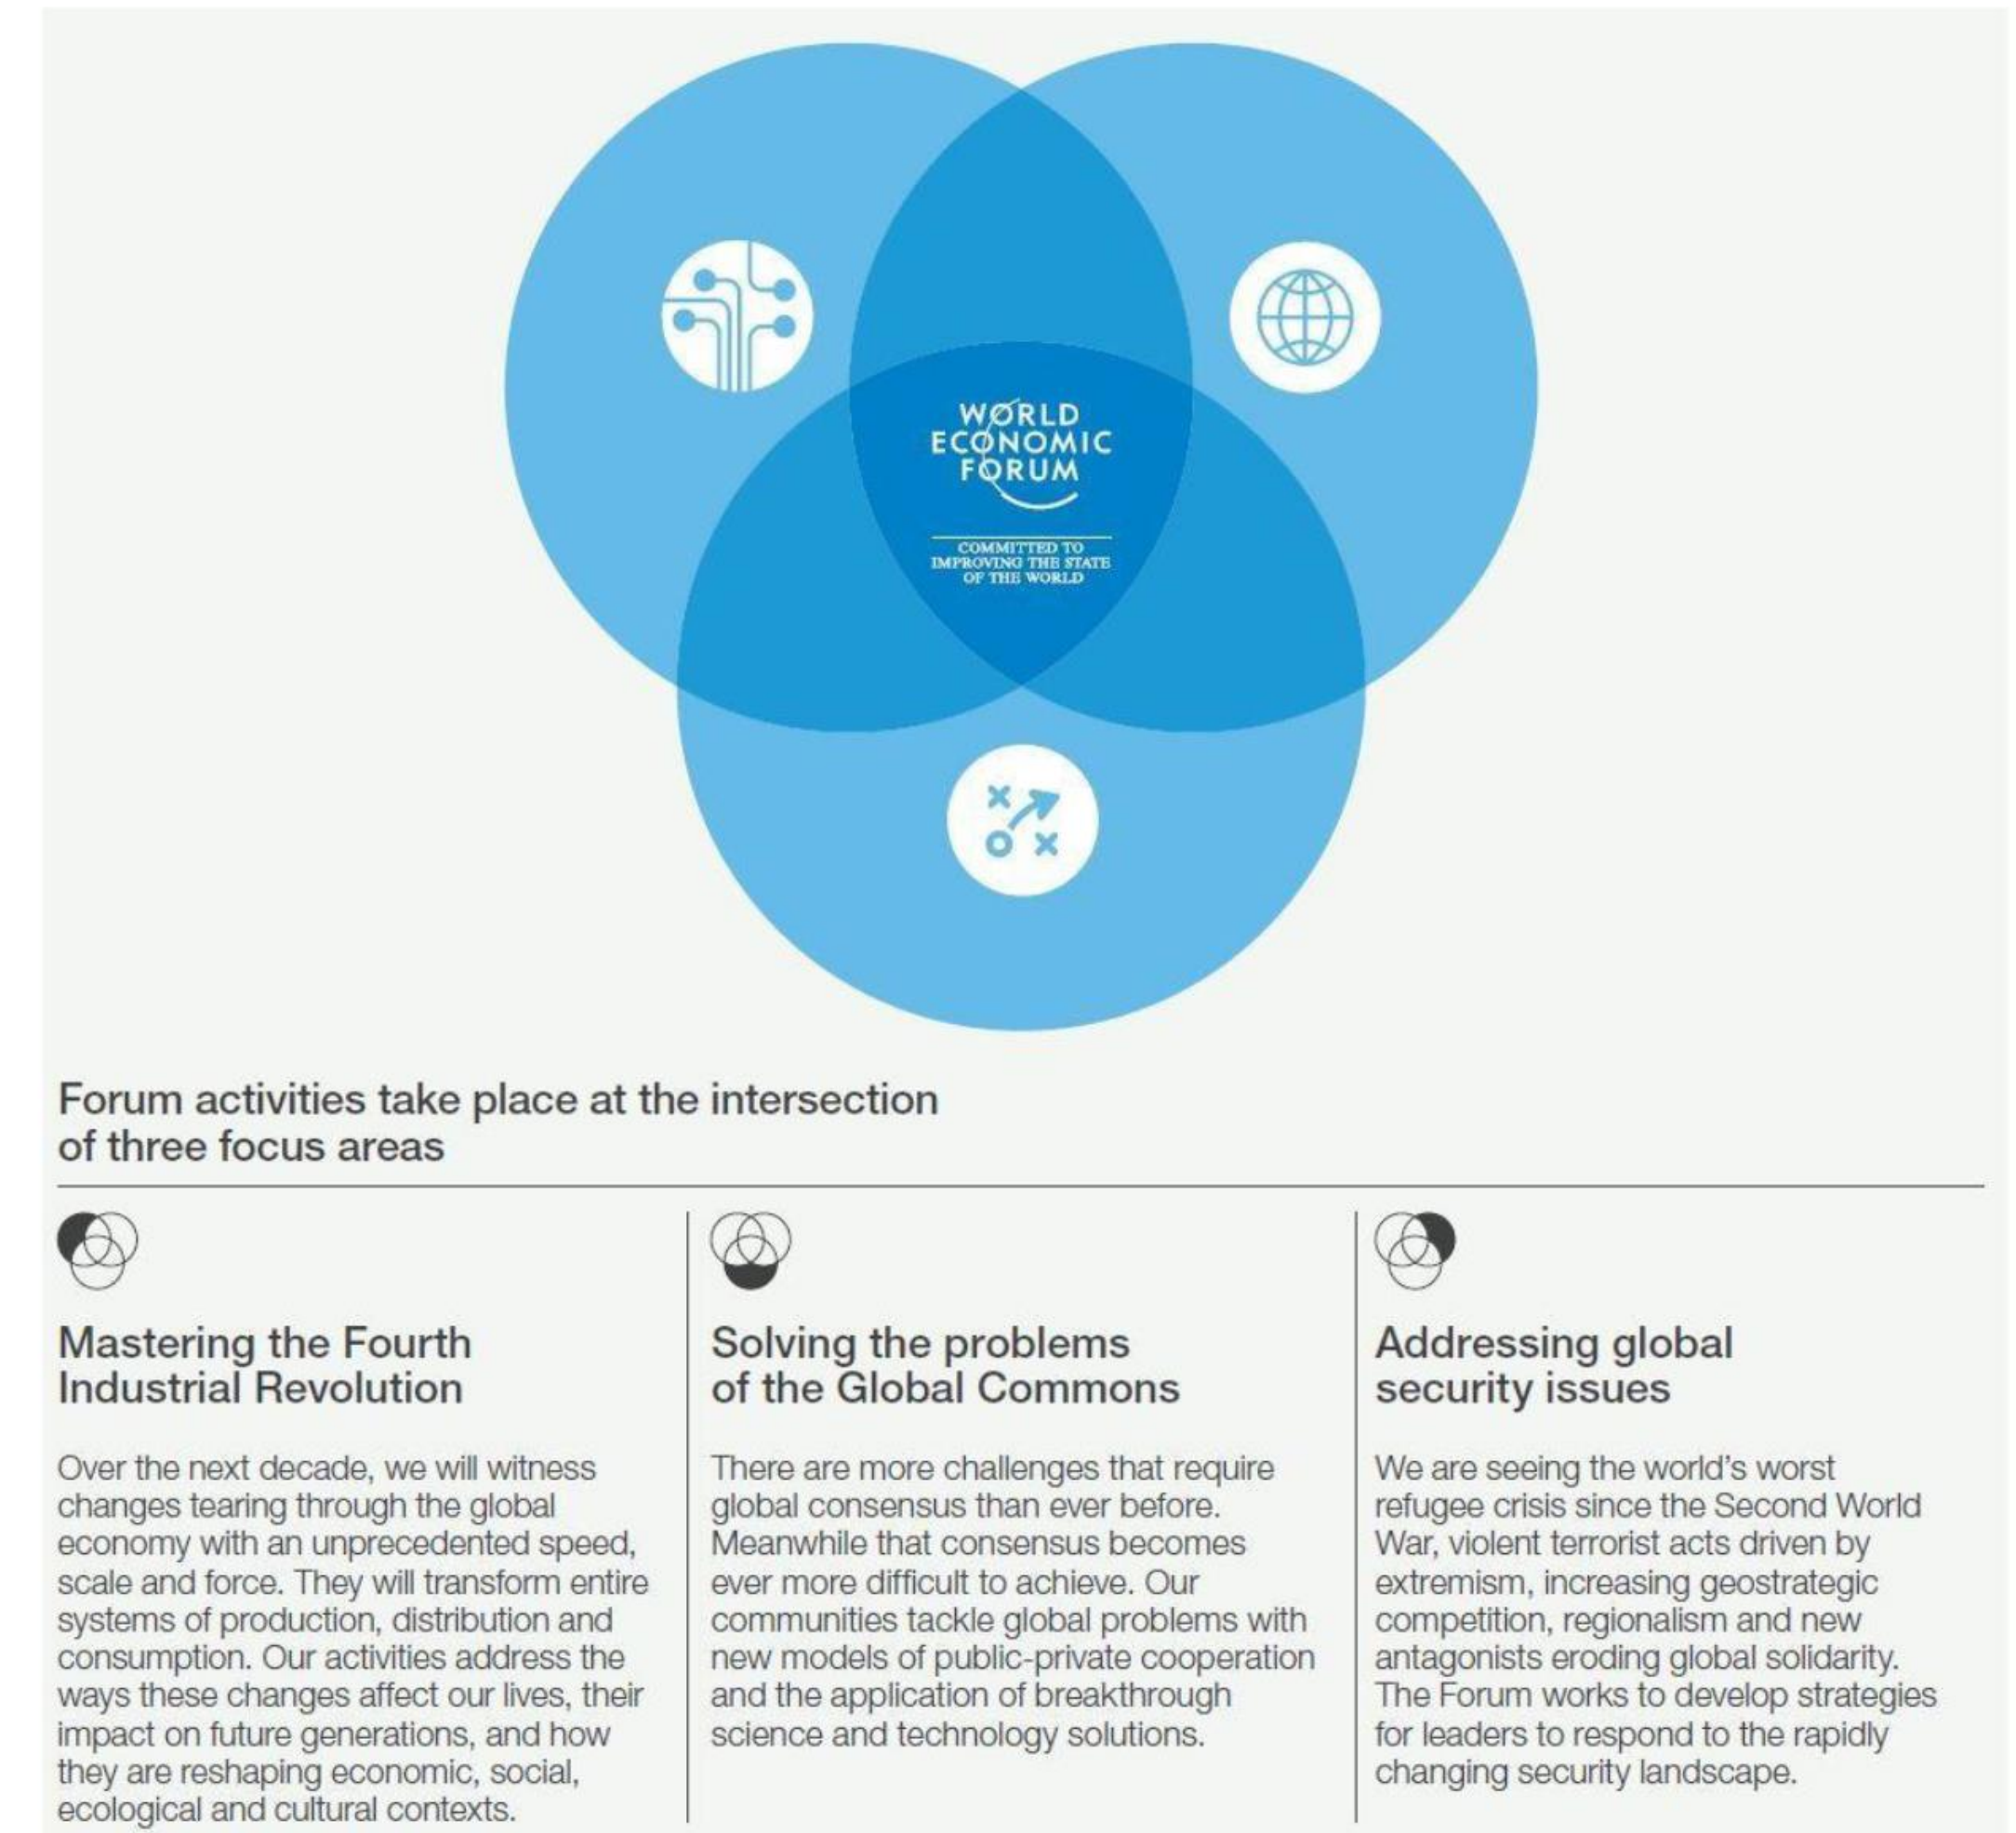 WORLD
ECONOMIC
FORUM
COMMITTED TO
IMPROVING THE STATE
OF THE WORLD
Forum activities take place at the intersection
of three focus areas
Mastering the Fourth
Industrial Revolution
Over the next decade, we will witness
changes tearing through the global
economy with an unprecedented speed,
scale and force. They will transform entire
systems of production, distribution and
consumption. Our activities address the
ways these changes affect our lives, their
impact on future generations, and how
they are reshaping economic, social,
ecological and cultural contexts.
Solving the problems
of the Global Commons
There are more challenges that require
global consensus than ever before.
Meanwhile that consensus becomes
ever more difficult to achieve. Our
communities tackle global problems with
new models of public-private cooperation
and the application of breakthrough
science and technology solutions.
Addressing global
security issues
We are seeing the world's worst
refugee crisis since the Second World
War, violent terrorist acts driven by
extremism, increasing geostrategic
competition, regionalism and new
antagonists eroding global solidarity.
The Forum works to develop strategies
for leaders to respond to the rapidly
changing security landscape.